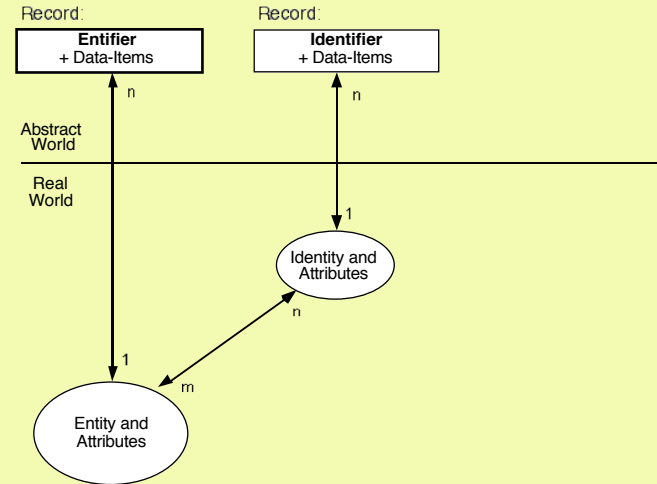 Record:
Record:
Entifier
+ Data-Items
Identifier
+ Data-Items
n
n
Abstract
World
Real
World
1
Identity and
Attributes
n
1
m
Entity and
Attributes